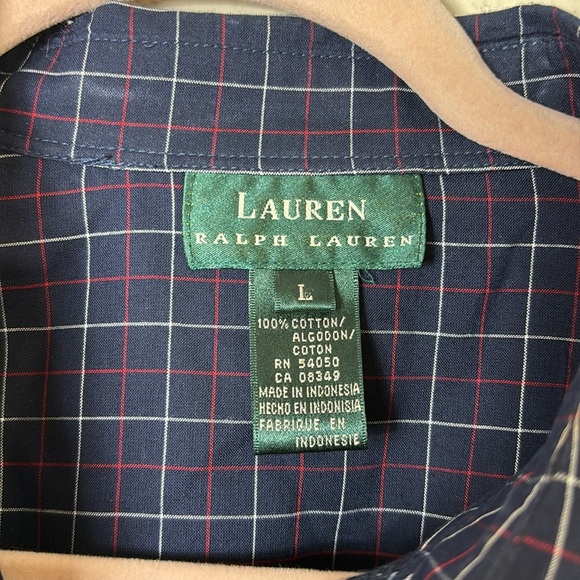 LAUREN
RALPH LAUREN
L
100% COTTON/
ALGODON/
COTON
RN 54050
CA 08349
MADE IN INDONESIA
HECHO EN INDONISIA
FABRIQUE EN
INDONESIE